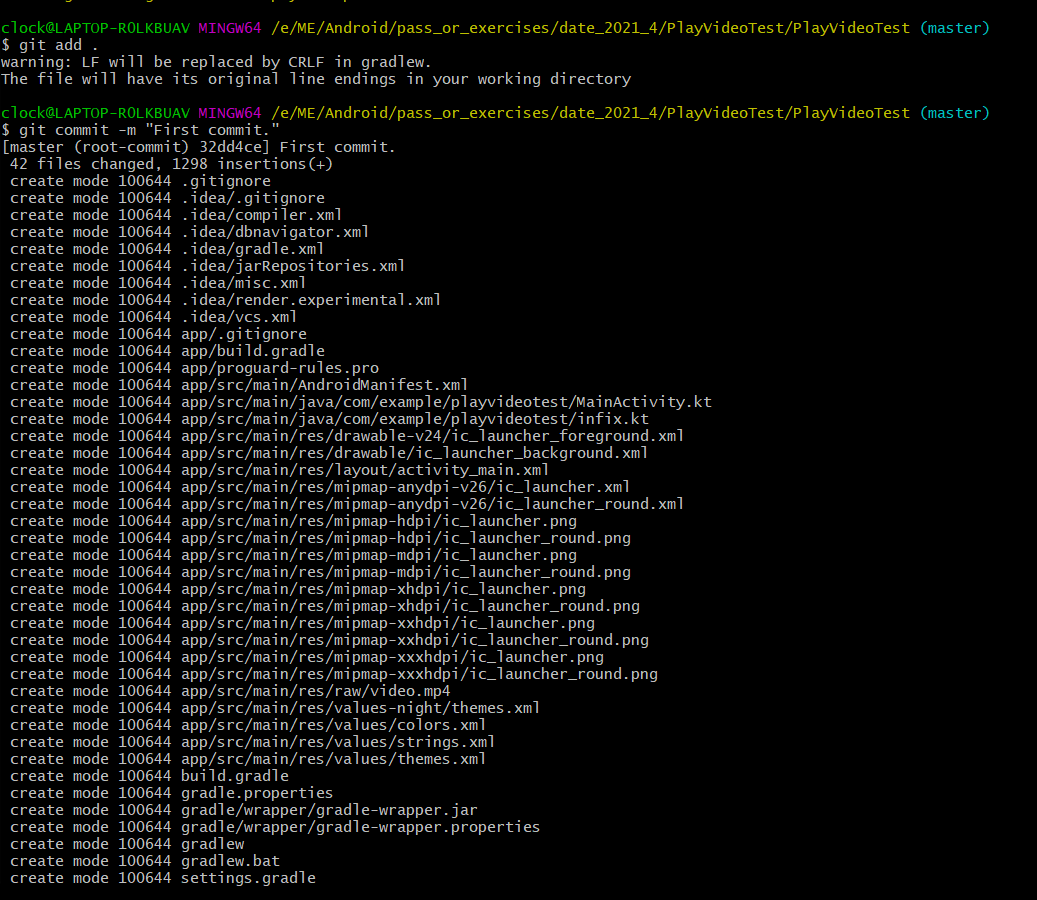 clock@LAPTOP-ROLKBUAV MINGW64 /e/ME/Android/pass_or_exercises/date_2021_4/PlayVideoTest/PlayVideoTest (master)
$ git add .
warning: LF will be replaced by CRLF in gradlew.
The file will have its original line endings in your working directory
clock@LAPTOP-ROLKBUAV MINGW64 /e/ME/Android/pass_or_exercises/date_2021_4/PlayVideoTest/PlayVideoTest (master)
$ git commit -m "First commit."
[master (root-commit) 32dd4ce] First commit.
 42 files changed, 1298 insertions(+)
 create mode 100644 .gitignore
 create mode 100644 .idea/.gitignore
 create mode 100644 .idea/compiler.xml
 create mode 100644 .idea/dbnavigator.xml
 create mode 100644 .idea/gradle.xml
 create mode 100644 .idea/jarRepositories.xml
 create mode 100644 .idea/misc.xml
 create mode 100644 .idea/render.experimental.xml
 create mode 100644 .idea/vcs.xml
 create mode 100644 app/.gitignore
 create mode 100644 app/build.gradle
 create mode 100644 app/proguard-rules.pro
 create mode 100644 app/src/main/AndroidManifest.xml
 create mode 100644 app/src/main/java/com/example/playvideotest/MainActivity.kt
 create mode 100644 app/src/main/java/com/example/playvideotest/infix.kt
 create mode 100644 app/src/main/res/drawable-v24/ic_launcher_foreground.xml
 create mode 100644 app/src/main/res/drawable/ic_launcher_background.xml
 create mode 100644 app/src/main/res/layout/activity_main.xml
 create mode 100644 app/src/main/res/mipmap-anydpi-v26/ic_launcher.xml
 create mode 100644 app/src/main/res/mipmap-anydpi-v26/ic_launcher_round.xml
 create mode 100644 app/src/main/res/mipmap-hdpi/ic_launcher.png
 create mode 100644 app/src/main/res/mipmap-hdpi/ic_launcher_round.png
 create mode 100644 app/src/main/res/mipmap-mdpi/ic_launcher.png
 create mode 100644 app/src/main/res/mipmap-mdpi/ic_launcher_round.png
 create mode 100644 app/src/main/res/mipmap-xhdpi/ic_launcher.png
 create mode 100644 app/src/main/res/mipmap-xhdpi/ic_launcher_round.png
 create mode 100644 app/src/main/res/mipmap-xxhdpi/ic_launcher.png
 create mode 100644 app/src/main/res/mipmap-xxhdpi/ic_launcher_round.png
 create mode 100644 app/src/main/res/mipmap-xxxhdpi/ic_launcher.png
 create mode 100644 app/src/main/res/mipmap-xxxhdpi/ic_launcher_round.png
 create mode 100644 app/src/main/res/raw/video.mp4
 create mode 100644 app/src/main/res/values-night/themes.xml
 create mode 100644 app/src/main/res/values/colors.xml
 create mode 100644 app/src/main/res/values/strings.xml
 create mode 100644 app/src/main/res/values/themes.xml
 create mode 100644 build.gradle
 create mode 100644 gradle.properties
 create mode 100644 gradle/wrapper/gradle-wrapper.jar
 create mode 100644 gradle/wrapper/gradle-wrapper.properties
 create mode 100644 gradlew
 create mode 100644 gradlew.bat
 create mode 100644 settings.gradle